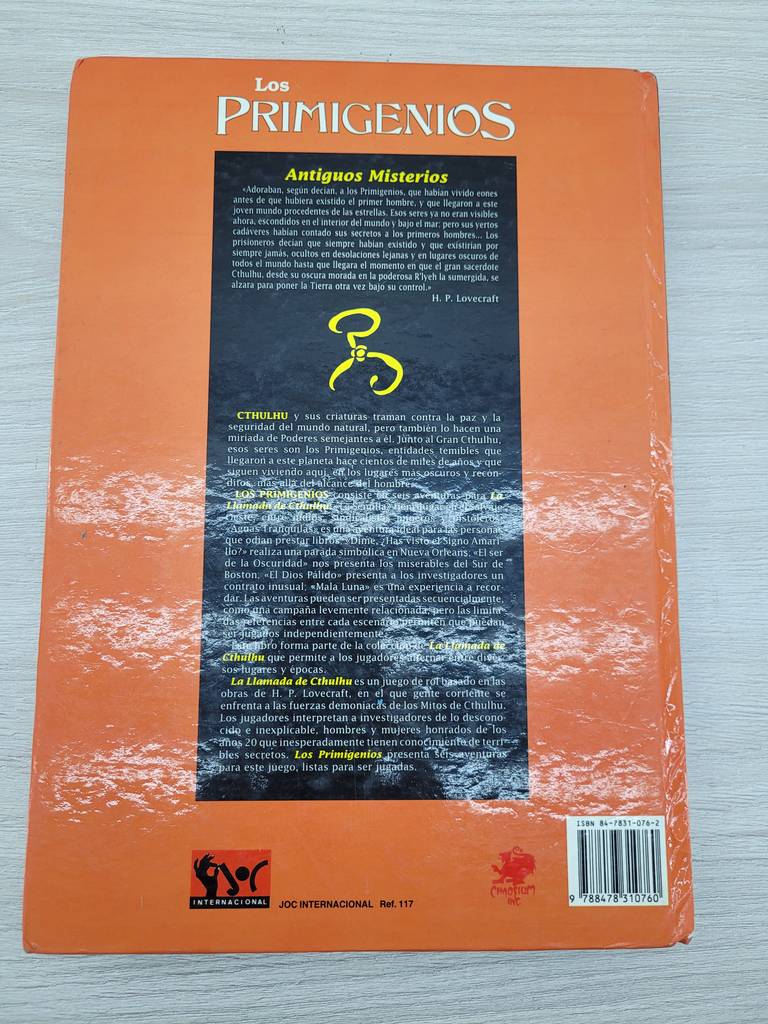 Los
PRIMIGENIOS
Antiguos Misterios
«Adoraban, según decían, a los Primigenios, que habían vivido eones
antes de que hubiera existido el primer hombre, y que llegaron a este
joven mundo procedentes de las estrellas. Esos seres ya no eran visibles
ahora, escondidos en el interior del mundo y bajo el mar; pero sus yertos
cadáveres habían contado sus secretos a los primeros hombres... Los
prisioneros decían que siempre habían existido y que existirían por
siempre jamás, ocultos en desolaciones lejanas y en lugares oscuros de
todo el mundo hasta que llegara el momento en que el gran sacerdote
Cthulhu, desde su oscura morada en la poderosa R'lyeh la sumergida, se
alzara para poner la Tierra otra vez bajo su control.»
H. P. Lovecraft
CTHULHU y sus criaturas traman contra la paz y la
seguridad del mundo natural, pero también lo hacen una
miríada de Poderes semejantes a él. Junto al Gran Cthulhu,
esos seres son los Primigenios, entidades temibles que
llegaron a este planeta hace cientos de miles de años y que
siguen viviendo aquí, en los lugares más oscuros y recón-
ditos, más allá del alcance del hombre.
LOS PRIMIGENIOS consiste en seis aventuras para La
Llamada de Cthulhu. «La semilla» tiene lugar en el Salvaje
Oeste, entre indios, sindicalistas mineros y pistoleros.
«Aguas Tranquilas» es una aventura ideal para las personas
que odian prestar libros. «Dime, ¿Has visto el Signo Amari-
llo?» realiza una parada simbólica en Nueva Orleans; «El ser
de la Oscuridad» nos presenta los miserables del Sur de
Boston; «El Dios Pálido» presenta a los investigadores un
contrato inusual; «Mala Luna» es una experiencia a recor-
dar. Las aventuras pueden ser presentadas secuencialmente,
como una campaña levemente relacionada, pero las limita-
das referencias entre cada escenario permiten que puedan
ser jugados independientemente.
Este libro forma parte de la colección de La Llamada de
Cthulhu que permite a los jugadores alternar entre diver-
sos lugares y épocas.
La Llamada de Cthulhu es un juego de rol basado en las
obras de H. P. Lovecraft, en el que gente corriente se
enfrenta a las fuerzas demoníacas de los Mitos de Cthulhu.
Los jugadores interpretan a investigadores de lo descono-
cido e inexplicable, hombres y mujeres honrados de los
años 20 que inesperadamente tienen conocimiento de terri-
bles secretos. Los Primigenios presenta seis aventuras
para este juego, listas para ser jugadas.
JOC
INTERNACIONAL
JOC INTERNACIONAL Ref. 117
CHAOSIUM
INC
ISBN 84-7831-076-2
9 788478 310760